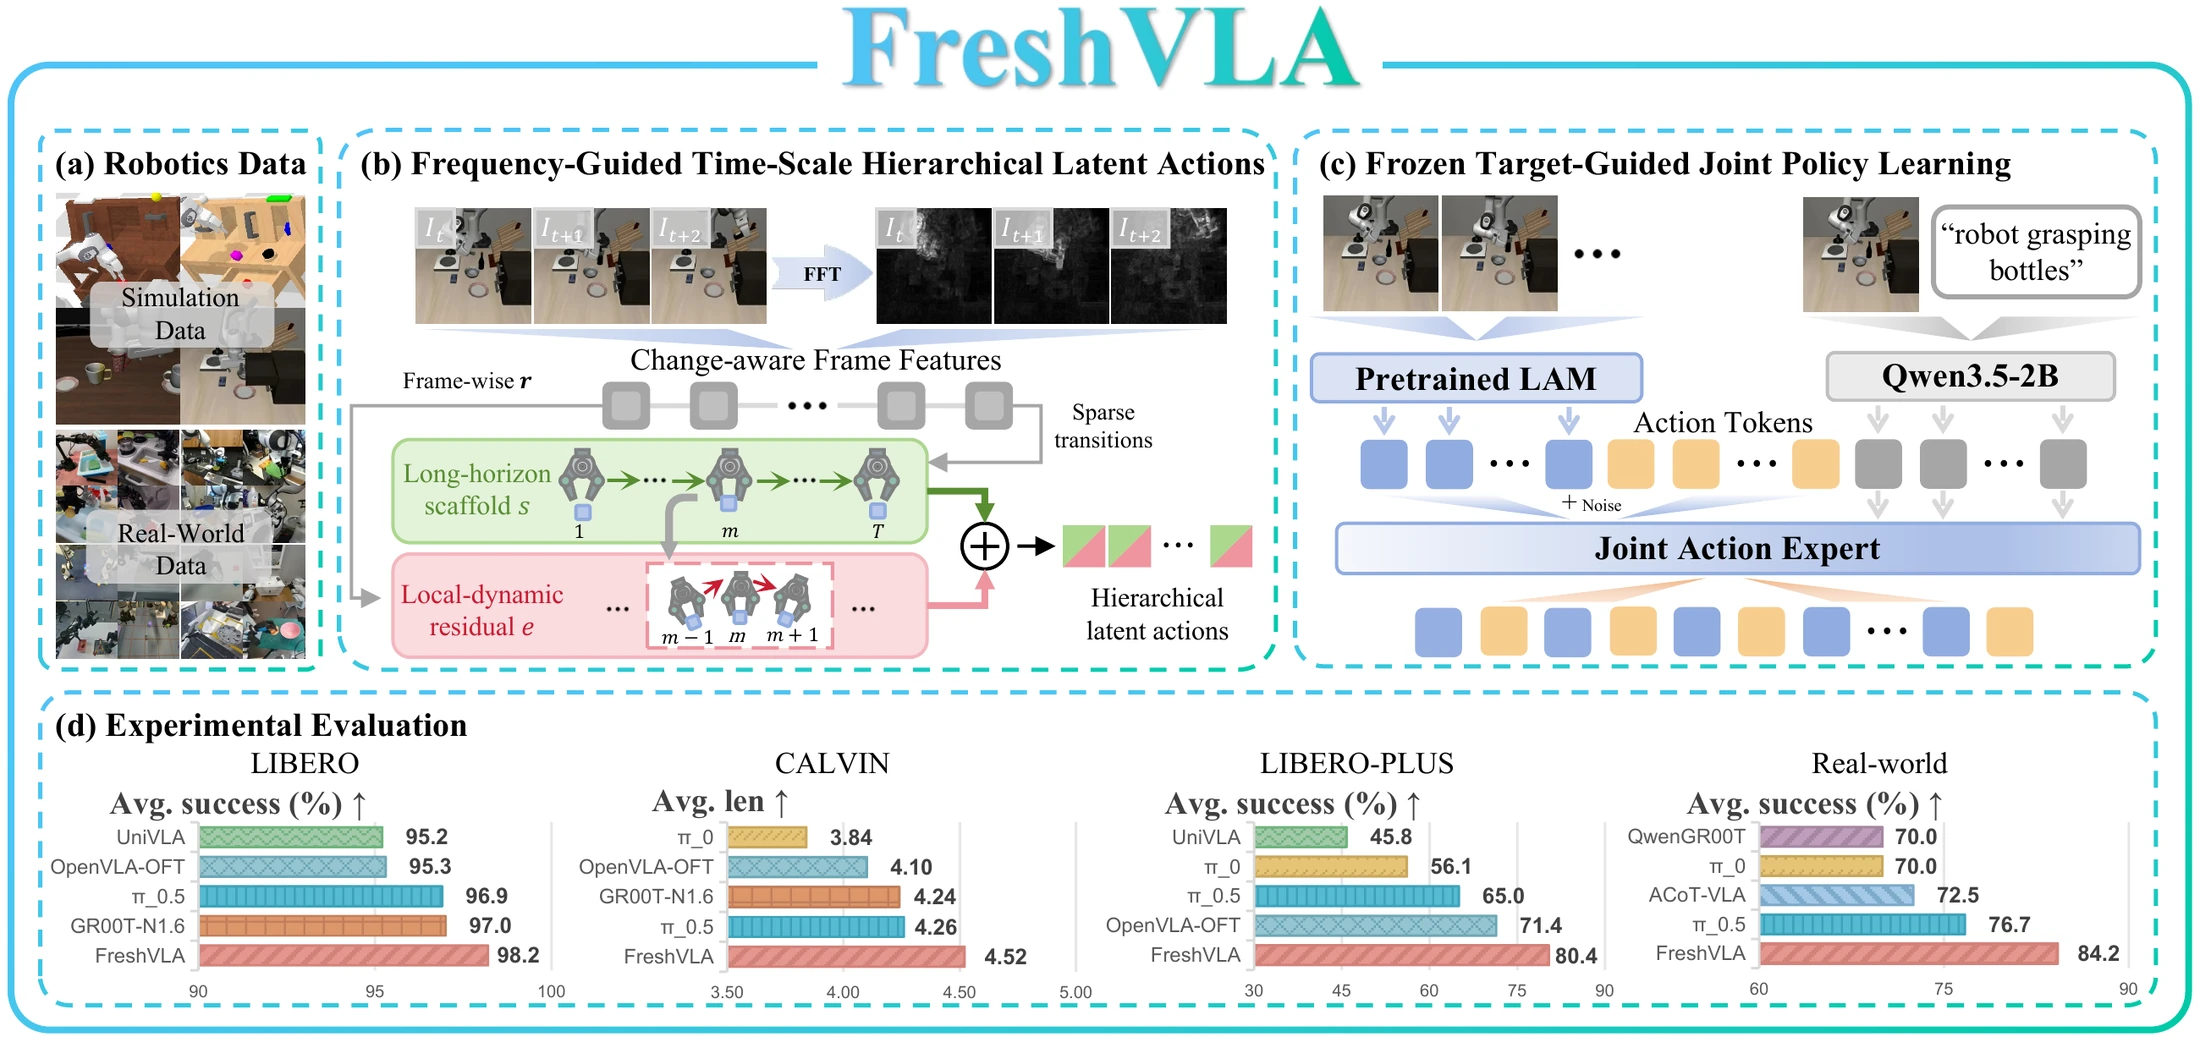 FreshVLA
(a) Robotics Data
Simulation
Data
Real-World
Data
(b) Frequency-Guided Time-Scale Hierarchical Latent Actions
I_t
I_{t+1}
I_{t+2}
FFT
I_t
I_{t+1}
I_{t+2}
Change-aware Frame Features
Frame-wise r
Sparse
transitions
Long-horizon
scaffold s
1
m
T
Local-dynamic
residual e
m − 1
m
m + 1
Hierarchical
latent actions
(c) Frozen Target-Guided Joint Policy Learning
“robot grasping
bottles”
Pretrained LAM
Qwen3.5-2B
Action Tokens
+ Noise
Joint Action Expert
(d) Experimental Evaluation
LIBERO
Avg. success (%) ↑
UniVLA 95.2
OpenVLA-OFT 95.3
π_0.5 96.9
GR00T-N1.6 97.0
FreshVLA 98.2
90 95 100
CALVIN
Avg. len ↑
π_0 3.84
OpenVLA-OFT 4.10
GR00T-N1.6 4.24
π_0.5 4.26
FreshVLA 4.52
3.50 4.00 4.50 5.00
LIBERO-PLUS
Avg. success (%) ↑
UniVLA 45.8
π_0 56.1
π_0.5 65.0
OpenVLA-OFT 71.4
FreshVLA 80.4
30 45 60 75 90
Real-world
Avg. success (%) ↑
QwenGR00T 70.0
π_0 70.0
ACoT-VLA 72.5
π_0.5 76.7
FreshVLA 84.2
60 75 90